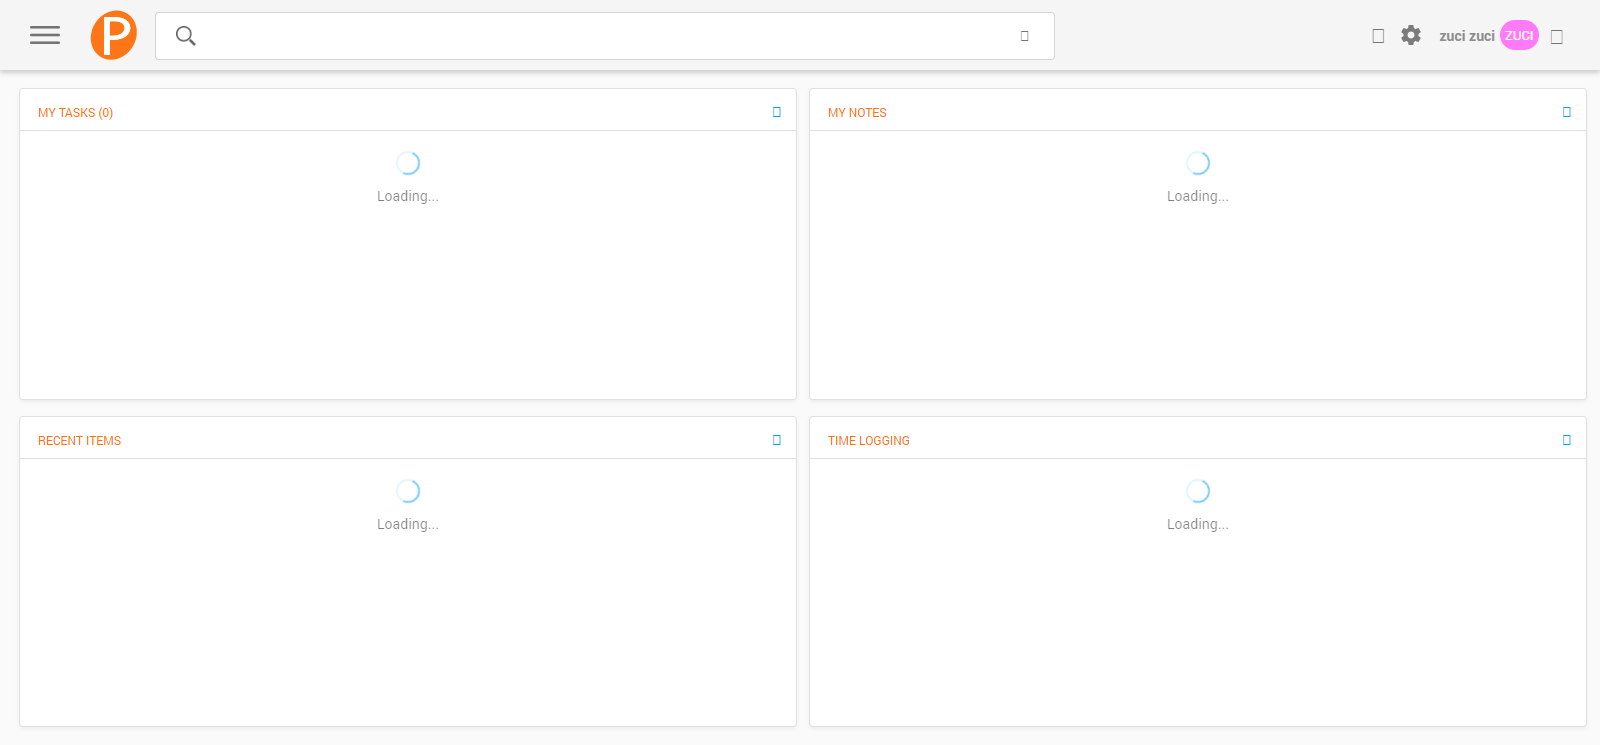 P
zuci zuci ZUCI
MY TASKS (0)
Loading...
MY NOTES
Loading...
RECENT ITEMS
Loading...
TIME LOGGING
Loading...